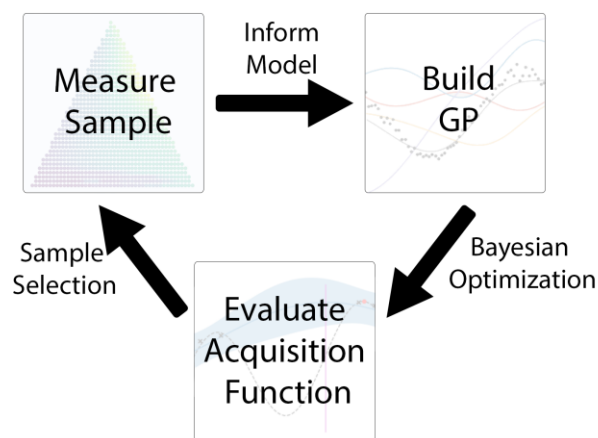 Measure
Sample
Inform
Model
Build
GP
Bayesian
Optimization
Evaluate
Acquisition
Function
Sample
Selection